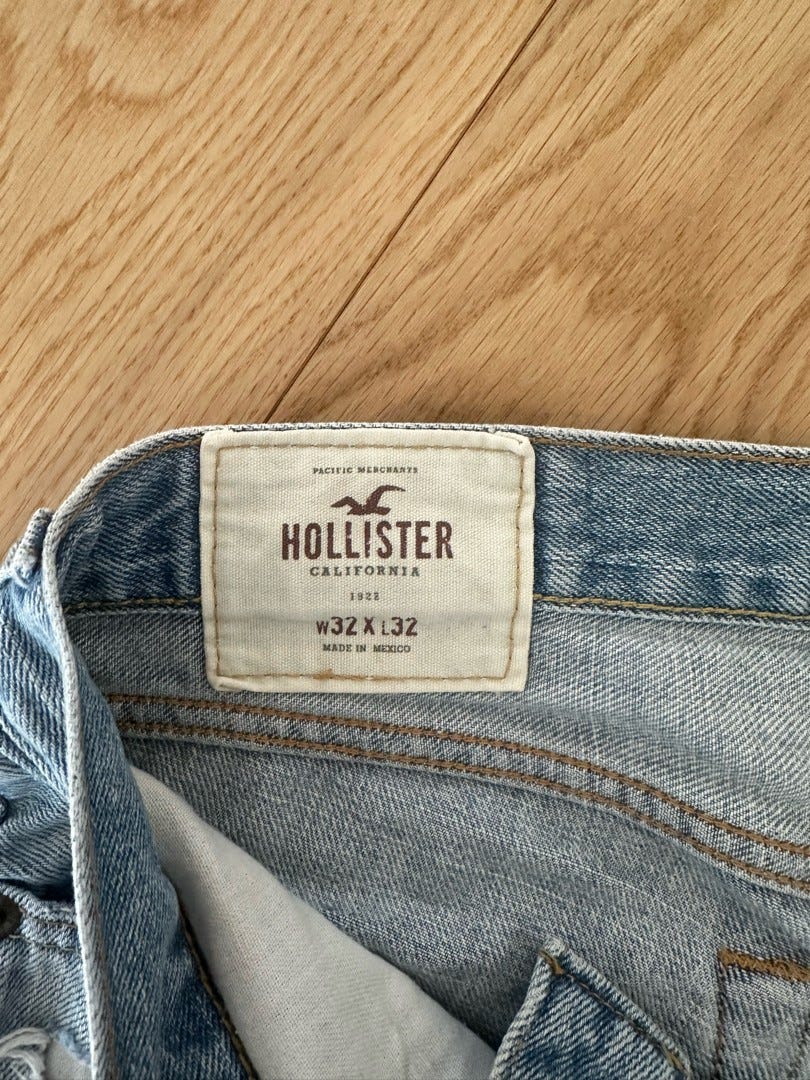 PACIFIC MERCHANTS
HOLLISTER
CALIFORNIA
1922
W32 X L32
MADE IN MEXICO